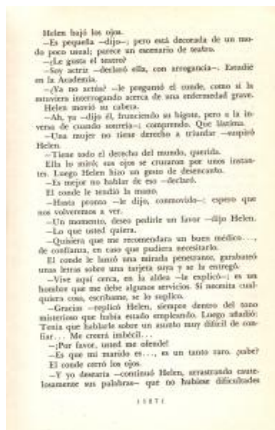 Helen bajó los ojos.
—Es pequeña —dijo—; pero está decorada de un mo-
do poco usual; parece un escenario de teatro.
—¿Le gusta el teatro?
—Soy actriz —declaró ella, con arrogancia—. Estudié
en la Academia.
—¿Ya no actúa? —le preguntó el conde, como si la
estuviera interrogando acerca de una enfermedad grave.
Helen movió su cabeza.
—Ah, ya —dijo él, frunciendo su bigote, pero a la in-
versa de cuando sonreía—; comprendo. Que lástima.
—Una mujer no tiene derecho a triunfar —suspiró
Helen.
—Tiene todo el derecho del mundo, querida.
Ella lo miró; sus ojos se cruzaron por unos instan-
tes. Luego Helen hizo un gesto de desencanto.
—Es mejor no hablar de eso —declaró.
El conde le tendió la mano.
—Hasta pronto —le dijo, conmovido—; espero que
nos volveremos a ver.
—Un momento, deseo pedirle un favor —dijo Helen.
—Lo que usted quiera.
—Quisiera que me recomendara un buen médico...,
de confianza, en caso que pudiera necesitarlo.
El conde le lanzó una mirada penetrante, garabateó
unas letras sobre una tarjeta suya y se la entregó.
—Vive aquí cerca, en la aldea —le explicó—; es un
hombre que me debe algunos servicios. Si necesita cual-
quiera cosa, escríbame, se lo suplico.
—Gracias —replicó Helen, siempre dentro del tono
misterioso que había estado empleando. Luego añadió:
Tenía que hablarle sobre un asunto muy difícil de con-
fiar... Me creerá imbécil...
—¡Por favor, usted me ofende!
—Es que mi marido es..., es un tanto raro, ¿sabe?
El conde cerró los ojos.
—Y yo desearía —continuó Helen, arrastrando caute-
losamente sus palabras— que no hubiese dificultades
[187]